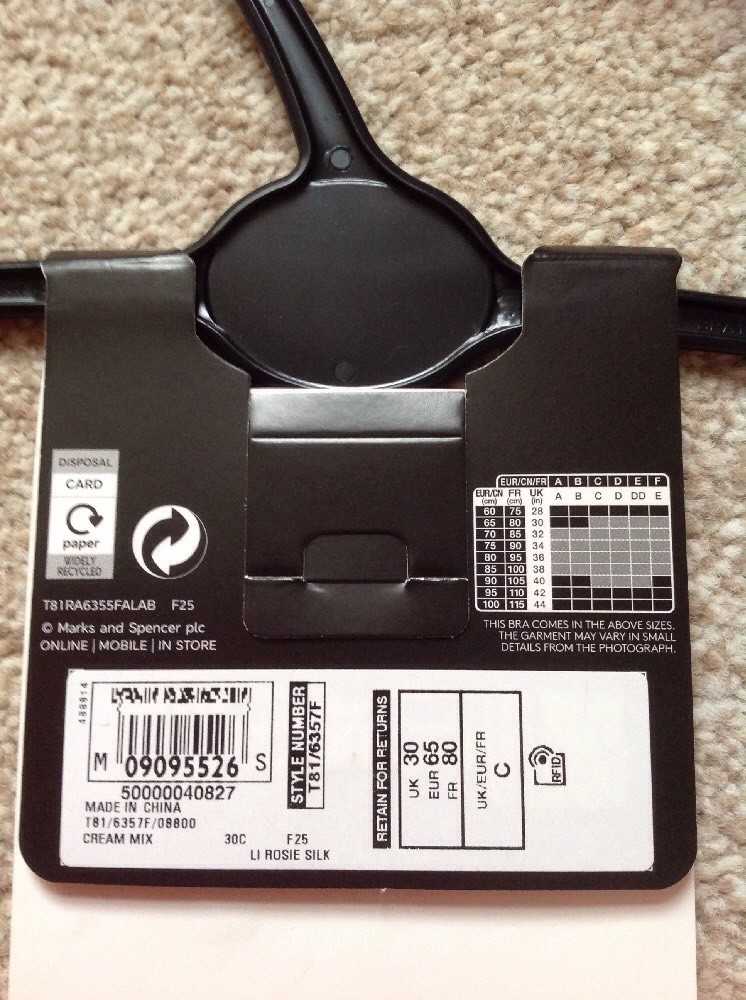 DISPOSAL
CARD
paper
WIDELY
RECYCLED
T81RA6355FALAB F25
© Marks and Spencer plc
ONLINE | MOBILE | IN STORE
EUR/CN/FR A B C D E F
EUR/CN (cm) FR (cm) UK (in) A B C D DD E
60 75 28
65 80 30
70 85 32
75 90 34
80 95 36
85 100 38
90 105 40
95 110 42
100 115 44
THIS BRA COMES IN THE ABOVE SIZES.
THE GARMENT MAY VARY IN SMALL
DETAILS FROM THE PHOTOGRAPH.
M 09095526 S
50000040827
MADE IN CHINA
T81/6357F/08800
CREAM MIX 30C F25
LI ROSIE SILK
STYLE NUMBER
T81/6357F
RETAIN FOR RETURNS
UK 30
EUR 65
FR 80
UK/EUR/FR
C
RFID